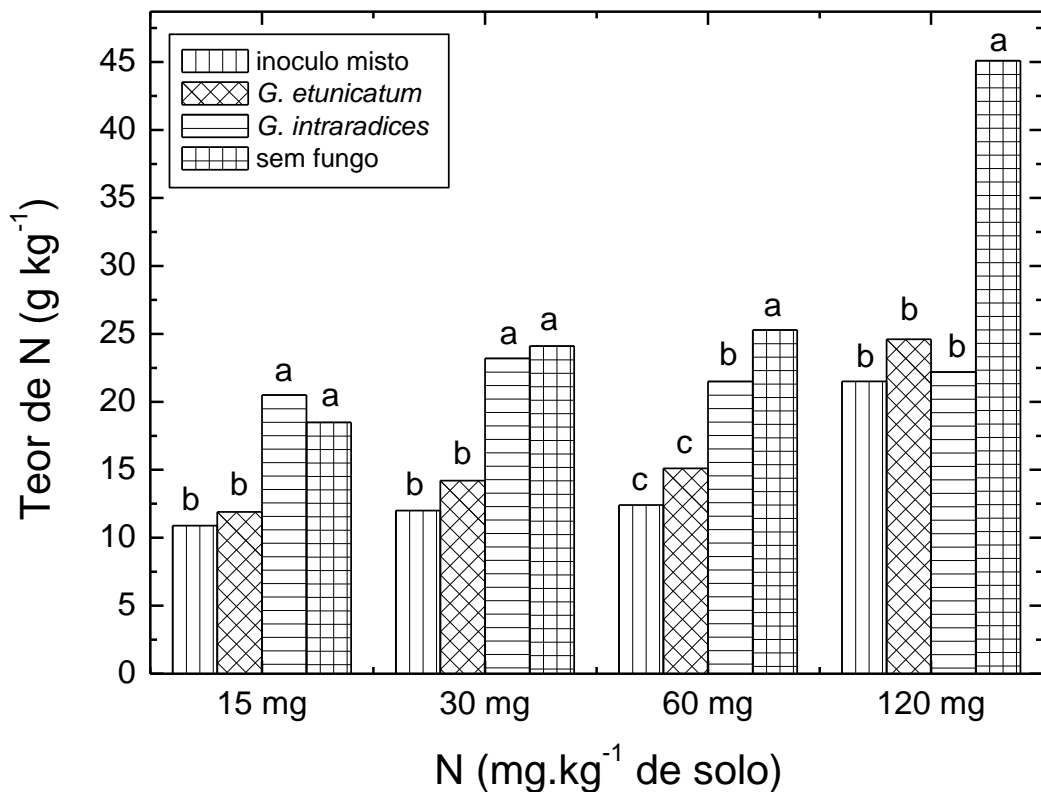 Teor de N (g kg⁻¹)
45
40
35
30
25
20
15
10
5
0
inoculo misto
G. etunicatum
G. intraradices
sem fungo
b b a a
b b a a
c c b a
b b b a
15 mg 30 mg 60 mg 120 mg
N (mg.kg⁻¹ de solo)